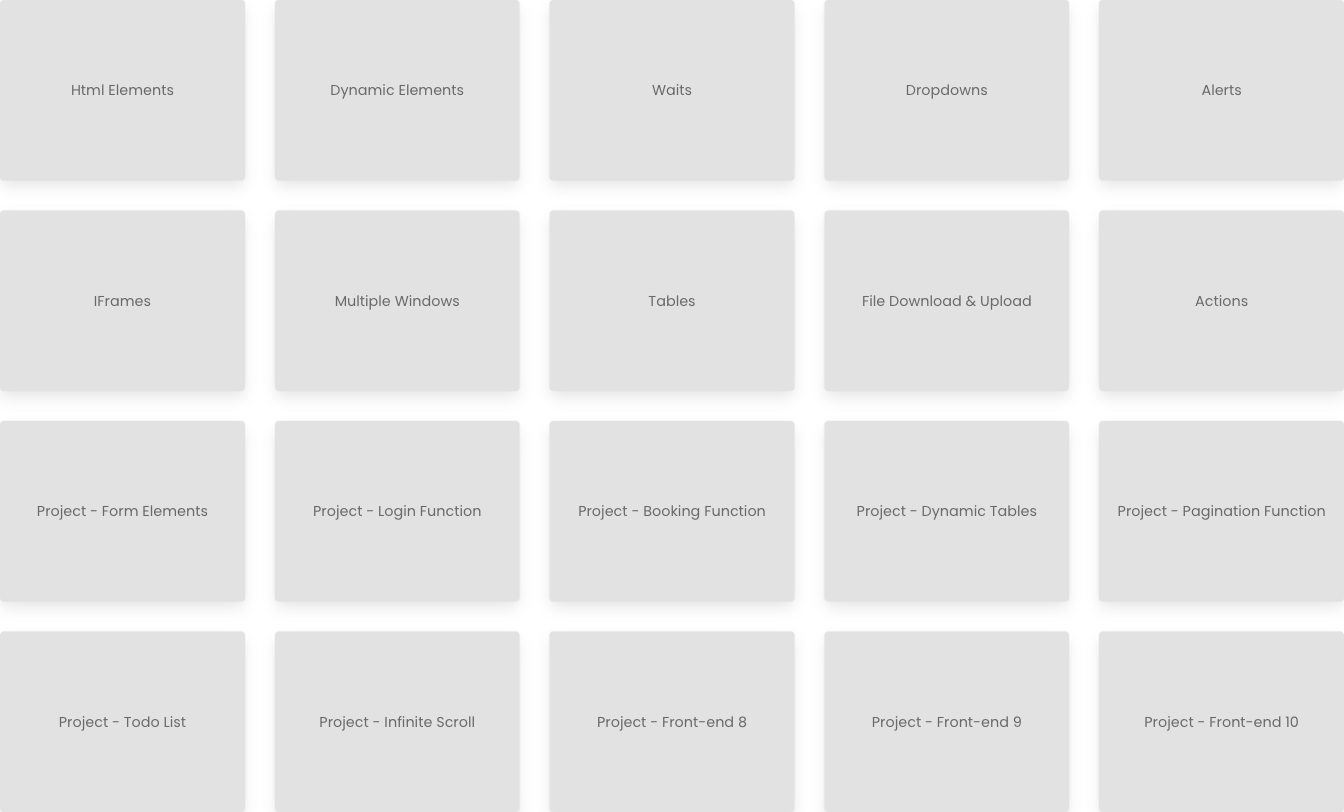 Html Elements
Dynamic Elements
Waits
Dropdowns
Alerts
IFrames
Multiple Windows
Tables
File Download & Upload
Actions
Project - Form Elements
Project - Login Function
Project - Booking Function
Project - Dynamic Tables
Project - Pagination Function
Project - Todo List
Project - Infinite Scroll
Project - Front-end 8
Project - Front-end 9
Project - Front-end 10